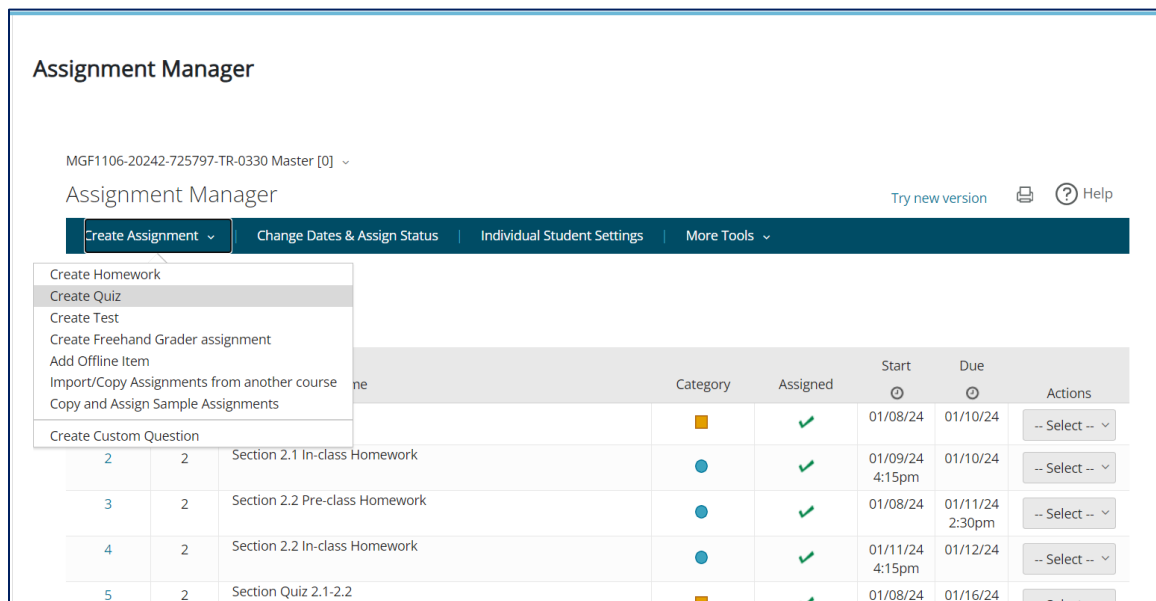 Assignment Manager
MGF1106-20242-725797-TR-0330 Master [0]
Assignment Manager
Try new version
? Help
Create Assignment | Change Dates & Assign Status | Individual Student Settings | More Tools
Create Homework
Create Quiz
Create Test
Create Freehand Grader assignment
Add Offline Item
Import/Copy Assignments from another course
Copy and Assign Sample Assignments
Create Custom Question
me Category Assigned Start Due Actions
01/08/24 01/10/24 -- Select --
2 2 Section 2.1 In-class Homework 01/09/24 4:15pm 01/10/24 -- Select --
3 2 Section 2.2 Pre-class Homework 01/08/24 01/11/24 2:30pm -- Select --
4 2 Section 2.2 In-class Homework 01/11/24 4:15pm 01/12/24 -- Select --
5 2 Section Quiz 2.1-2.2 01/08/24 01/16/24